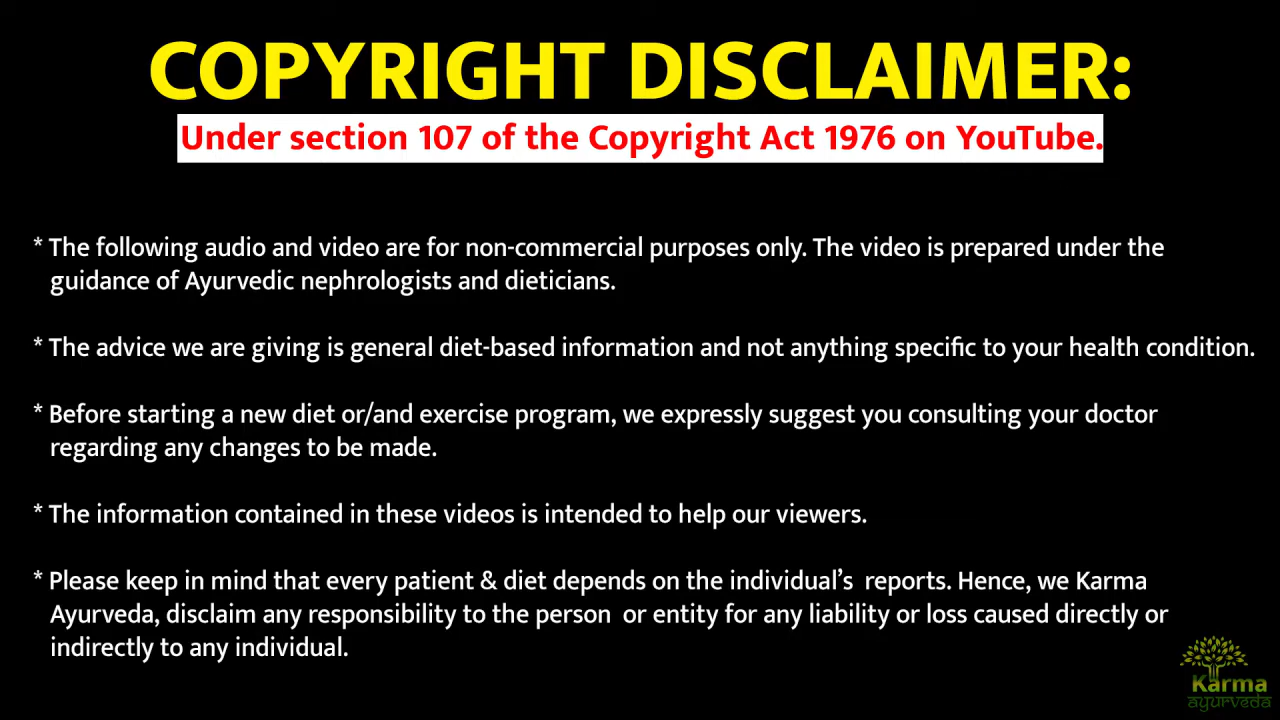 COPYRIGHT DISCLAIMER:
Under section 107 of the Copyright Act 1976 on YouTube.
* The following audio and video are for non-commercial purposes only. The video is prepared under the
guidance of Ayurvedic nephrologists and dieticians.
* The advice we are giving is general diet-based information and not anything specific to your health condition.
* Before starting a new diet or/and exercise program, we expressly suggest you consulting your doctor
regarding any changes to be made.
* The information contained in these videos is intended to help our viewers.
* Please keep in mind that every patient & diet depends on the individual’s  reports. Hence, we Karma
Ayurveda, disclaim any responsibility to the person  or entity for any liability or loss caused directly or
indirectly to any individual.
Karma
ayurveda